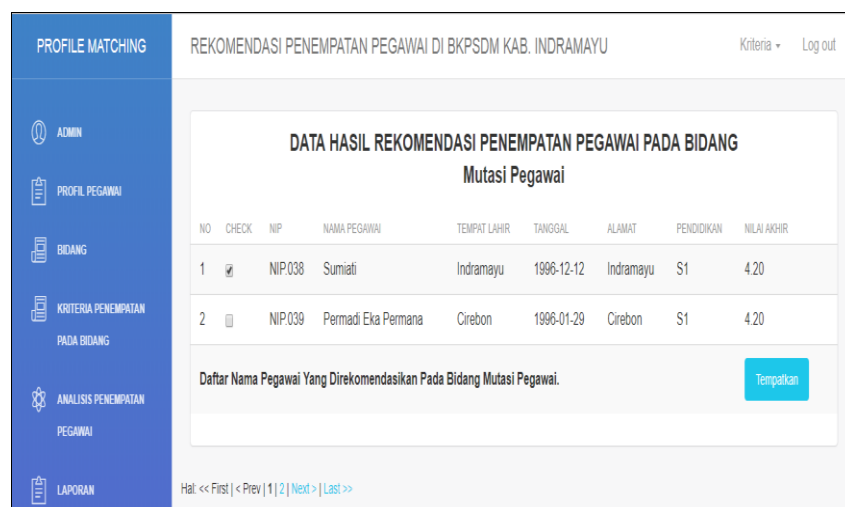 PROFILE MATCHING
REKOMENDASI PENEMPATAN PEGAWAI DI BKPSDM KAB. INDRAMAYU
Kriteria
Log out
ADMIN
PROFIL PEGAWAI
BIDANG
KRITERIA PENEMPATAN
PADA BIDANG
ANALISIS PENEMPATAN
PEGAWAI
LAPORAN
DATA HASIL REKOMENDASI PENEMPATAN PEGAWAI PADA BIDANG
Mutasi Pegawai
NO CHECK NIP NAMA PEGAWAI TEMPAT LAHIR TANGGAL ALAMAT PENDIDIKAN NILAI AKHIR
1 NIP.038 Sumiati Indramayu 1996-12-12 Indramayu S1 4.20
2 NIP.039 Permadi Eka Permana Cirebon 1996-01-29 Cirebon S1 4.20
Daftar Nama Pegawai Yang Direkomendasikan Pada Bidang Mutasi Pegawai.
Tempatkan
Hal: << First | < Prev | 1 | 2 | Next > | Last >>